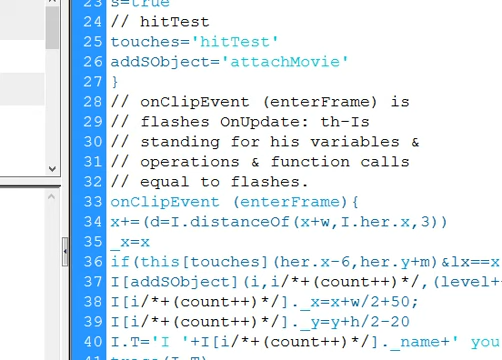 23 s=true
24 // hitTest
25 touches='hitTest'
26 addSObject='attachMovie'
27 }
28 // onClipEvent (enterFrame) is
29 // flashes OnUpdate: th-Is
30 // standing for his variables &
31 // operations & function calls
32 // equal to flashes.
33 onClipEvent (enterFrame){
34 x+=(d=I.distanceOf(x+w,I.her.x,3))
35 _x=x
36 if(this[touches](her.x-6,her.y+m)&lx==x
37 I[addSObject](i,i/*+(count++)*/,(level+
38 I[i/*+(count++)*/]._x=x+w/2+50;
39 I[i/*+(count++)*/]._y=y+h/2-20
40 I.T='I '+I[i/*+(count++)*/]._name+' you
41 trace(I.T)